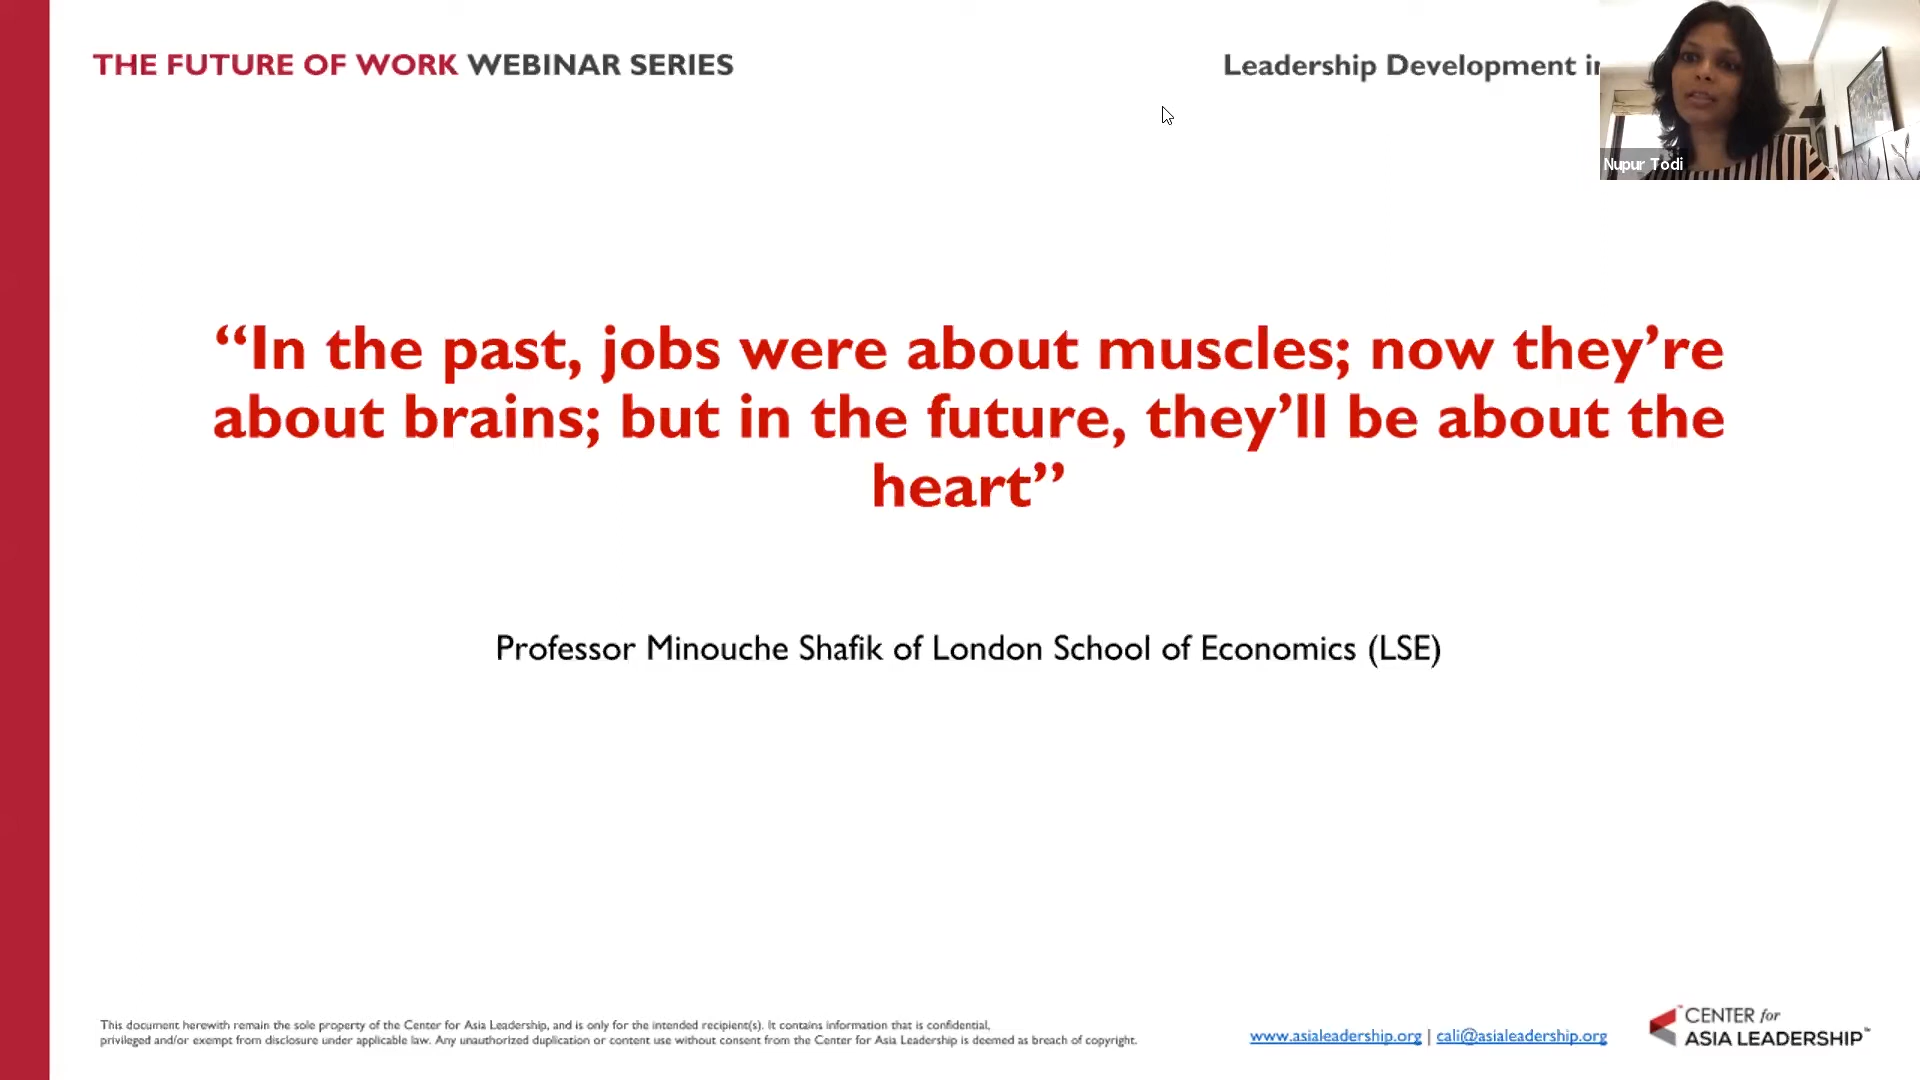 THE FUTURE OF WORK WEBINAR SERIES
Leadership Development in
Nupur Todi
“In the past, jobs were about muscles; now they’re
about brains; but in the future, they’ll be about the
heart”
Professor Minouche Shafik of London School of Economics (LSE)
This document herewith remain the sole property of the Center for Asia Leadership, and is only for the intended recipient(s). It contains information that is confidential,
privileged and/or exempt from disclosure under applicable law. Any unauthorized duplication or content use without consent from the Center for Asia Leadership is deemed as breach of copyright.
www.asialeadership.org | cali@asialeadership.org
CENTER for
ASIA LEADERSHIP™